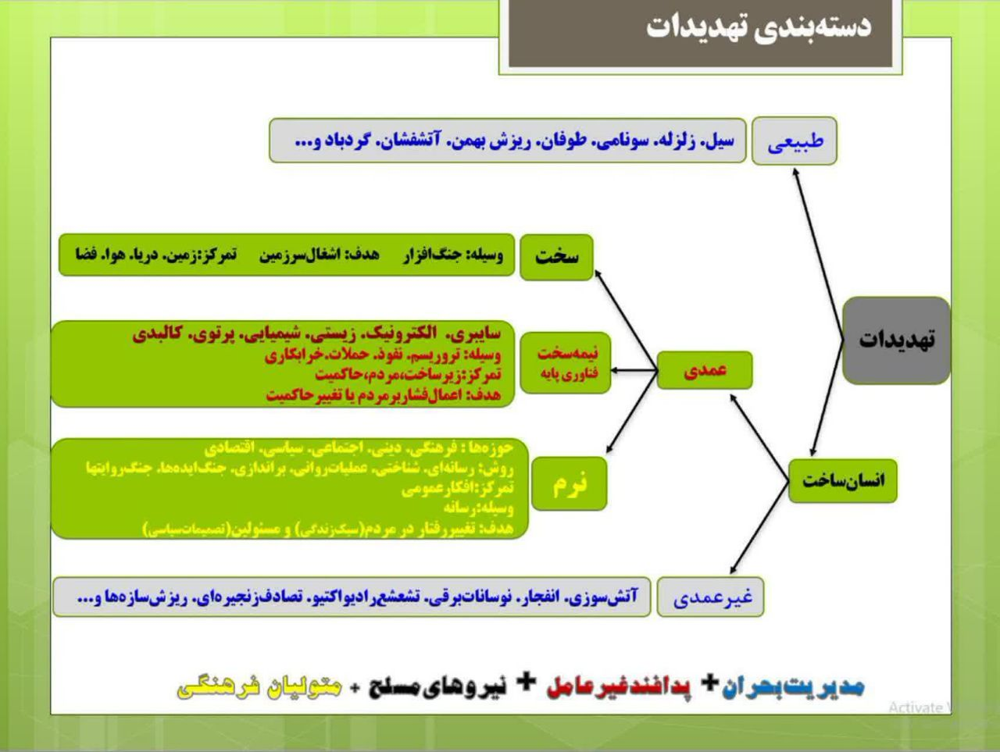 دسته‌بندی تهدیدات
طبیعی
سیل. زلزله. سونامی. طوفان. ریزش بهمن. آتشفشان. گردباد و...
سخت
وسیله: جنگ‌افزار هدف: اشغال‌سرزمین تمرکز:زمین. دریا. هوا. فضا
تهدیدات
عمدی
نیمه‌سخت
فناوری پایه
سایبری. الکترونیک. زیستی. شیمیایی. پرتوی. کالبدی
وسیله: تروریسم. نفوذ. حملات.خرابکاری
تمرکز:زیرساخت،مردم،حاکمیت
هدف: اعمال‌فشاربرمردم یا تغییرحاکمیت
انسان‌ساخت
نرم
حوزه‌ها : فرهنگی. دینی. اجتماعی. سیاسی. اقتصادی
روش: رسانه‌ای. شناختی. عملیات‌روانی. براندازی. جنگ‌ایده‌ها. جنگ‌روایتها
تمرکز:افکارعمومی
وسیله:رسانه
هدف: تغییررفتار در مردم(سبک‌زندگی) و مسئولین(تصمیمات‌سیاسی)
غیرعمدی
آتش‌سوزی. انفجار. نوسانات‌برقی. تشعشع‌رادیواکتیو. تصادف‌زنجیره‌ای. ریزش‌سازه‌ها و...
مدیریت‌بحران+ پدافندغیرعامل + نیروهای‌مسلح + متولیان فرهنگی
Activate